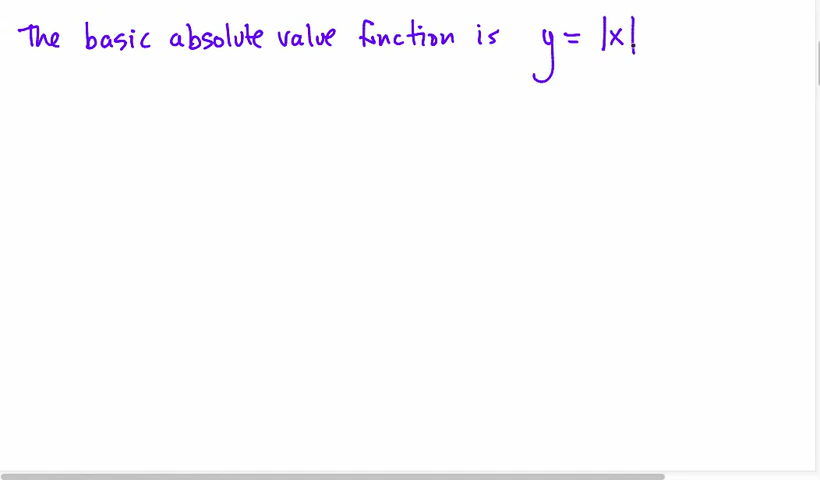 The basic absolute value function is y = |x|